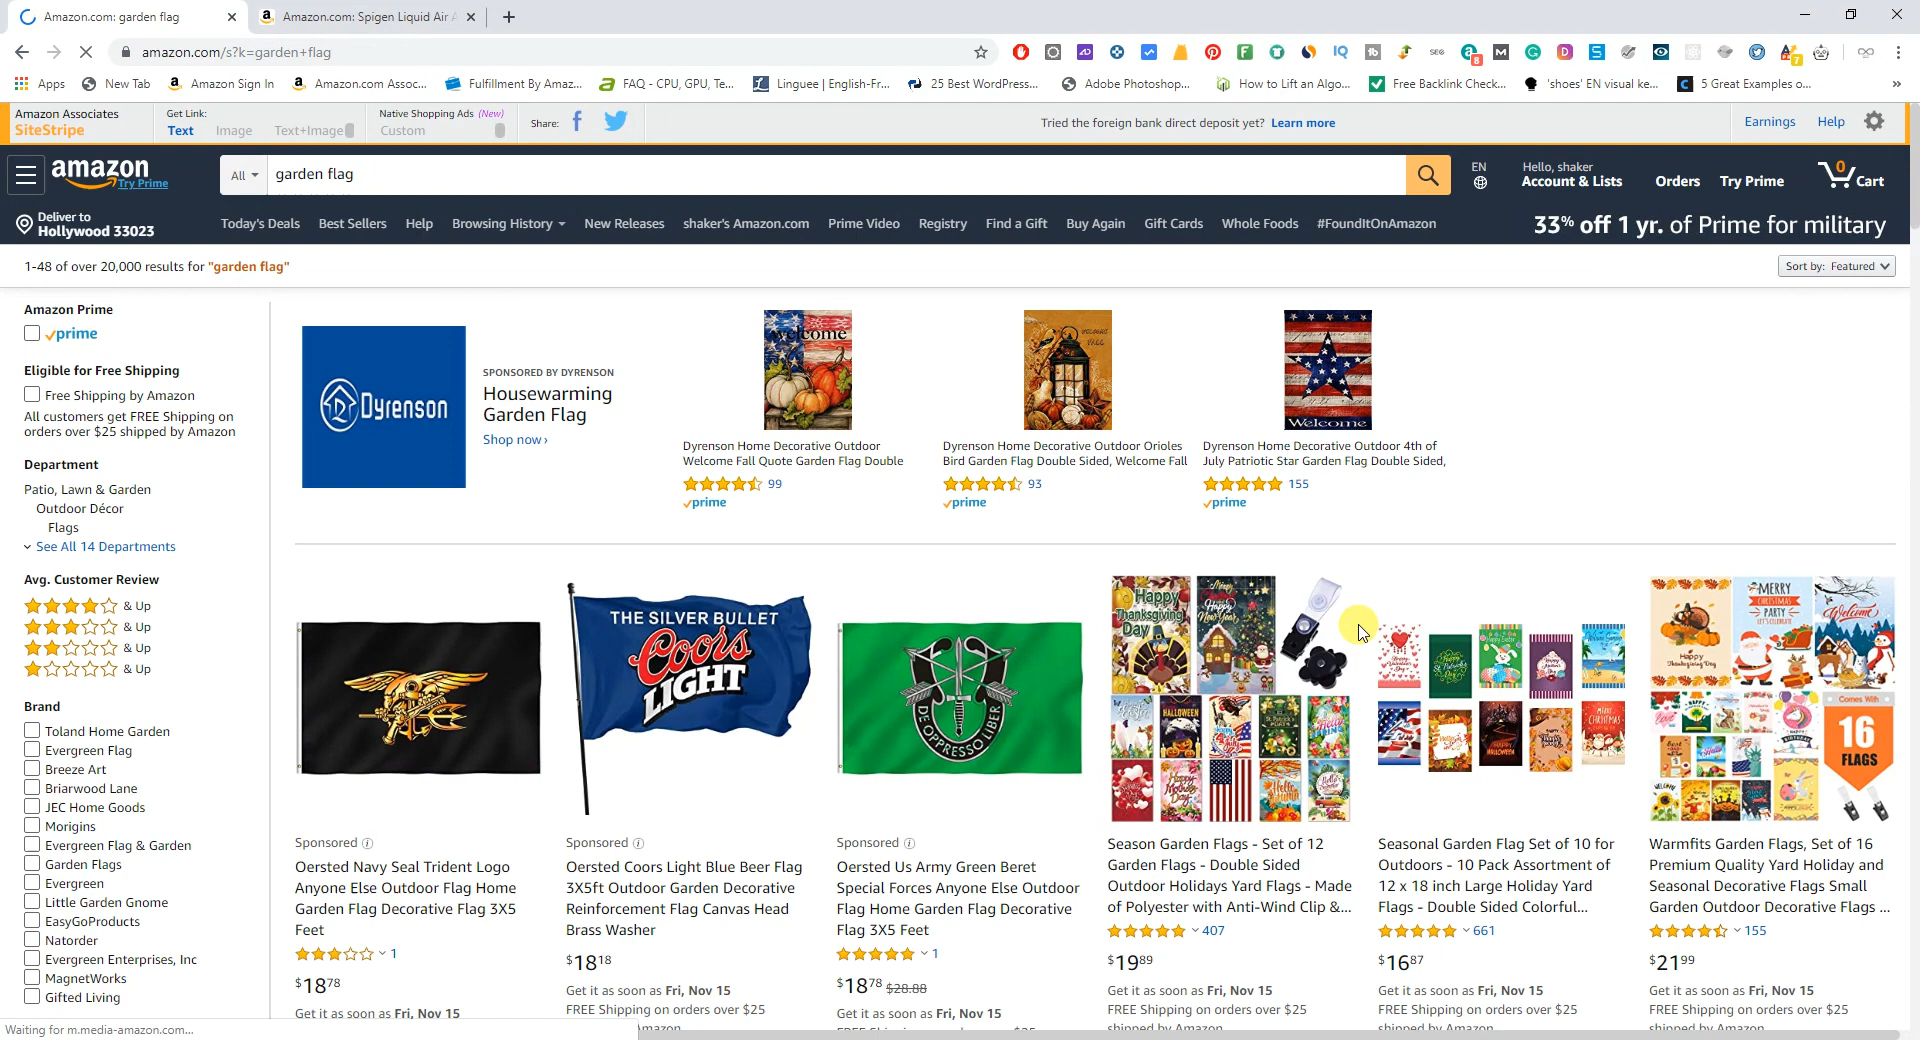 Amazon.com: garden flag
Amazon.com: Spigen Liquid Air A
amazon.com/s?k=garden+flag
Apps
New Tab
Amazon Sign In
Amazon.com Assoc...
Fulfillment By Amaz...
FAQ - CPU, GPU, Te...
Linguee | English-Fr...
25 Best WordPress...
Adobe Photoshop...
How to Lift an Algo...
Free Backlink Check...
'shoes' EN visual ke...
5 Great Examples o...
Amazon Associates
SiteStripe
Get Link:
Text Image Text+Image
Native Shopping Ads (New)
Custom
Share:
Tried the foreign bank direct deposit yet? Learn more
Earnings
Help
amazon
Try Prime
All
garden flag
EN
Hello, shaker
Account & Lists
Orders
Try Prime
0
Cart
Deliver to
Hollywood 33023
Today's Deals
Best Sellers
Help
Browsing History
New Releases
shaker's Amazon.com
Prime Video
Registry
Find a Gift
Buy Again
Gift Cards
Whole Foods
#FoundItOnAmazon
33% off 1 yr. of Prime for military
1-48 of over 20,000 results for "garden flag"
Sort by: Featured
Amazon Prime
prime
Eligible for Free Shipping
Free Shipping by Amazon
All customers get FREE Shipping on
orders over $25 shipped by Amazon
Department
Patio, Lawn & Garden
Outdoor Décor
Flags
See All 14 Departments
Avg. Customer Review
& Up
& Up
& Up
& Up
Brand
Toland Home Garden
Evergreen Flag
Breeze Art
Briarwood Lane
JEC Home Goods
Morigins
Evergreen Flag & Garden
Garden Flags
Evergreen
Little Garden Gnome
EasyGoProducts
Natorder
Evergreen Enterprises, Inc
MagnetWorks
Gifted Living
Dyrenson
SPONSORED BY DYRENSON
Housewarming
Garden Flag
Shop now›
welcome
Dyrenson Home Decorative Outdoor
Welcome Fall Quote Garden Flag Double
99
prime
Dyrenson Home Decorative Outdoor Orioles
Bird Garden Flag Double Sided, Welcome Fall
93
prime
Welcome
Dyrenson Home Decorative Outdoor 4th of
July Patriotic Star Garden Flag Double Sided,
155
prime
Sponsored
Oersted Navy Seal Trident Logo
Anyone Else Outdoor Flag Home
Garden Flag Decorative Flag 3X5
Feet
1
$18 78
Get it as soon as Fri, Nov 15
THE SILVER BULLET
Coors
LIGHT
Sponsored
Oersted Coors Light Blue Beer Flag
3X5ft Outdoor Garden Decorative
Reinforcement Flag Canvas Head
Brass Washer
$18 18
Get it as soon as Fri, Nov 15
FREE Shipping on orders over $25
DE OPPRESSO LIBER
Sponsored
Oersted Us Army Green Beret
Special Forces Anyone Else Outdoor
Flag Home Garden Flag Decorative
Flag 3X5 Feet
1
$18 78 $28.88
Get it as soon as Fri, Nov 15
Happy
Thanksgiving
Day
HALLOWEEN
Season Garden Flags - Set of 12
Garden Flags - Double Sided
Outdoor Holidays Yard Flags - Made
of Polyester with Anti-Wind Clip &...
407
$19 89
Get it as soon as Fri, Nov 15
FREE Shipping on orders over $25
shipped by Amazon
Seasonal Garden Flag Set of 10 for
Outdoors - 10 Pack Assortment of
12 x 18 inch Large Holiday Yard
Flags - Double Sided Colorful...
661
$16 87
Get it as soon as Fri, Nov 15
FREE Shipping on orders over $25
shipped by Amazon
MERRY
CHRISTMAS
PARTY
LET'S CELEBRATE
Welcome
Happy
Thanksgiving
Comes With
16
FLAGS
Warmfits Garden Flags, Set of 16
Premium Quality Yard Holiday and
Seasonal Decorative Flags Small
Garden Outdoor Decorative Flags ...
155
$21 99
Get it as soon as Fri, Nov 15
FREE Shipping on orders over $25
shipped by Amazon
Waiting for m.media-amazon.com...